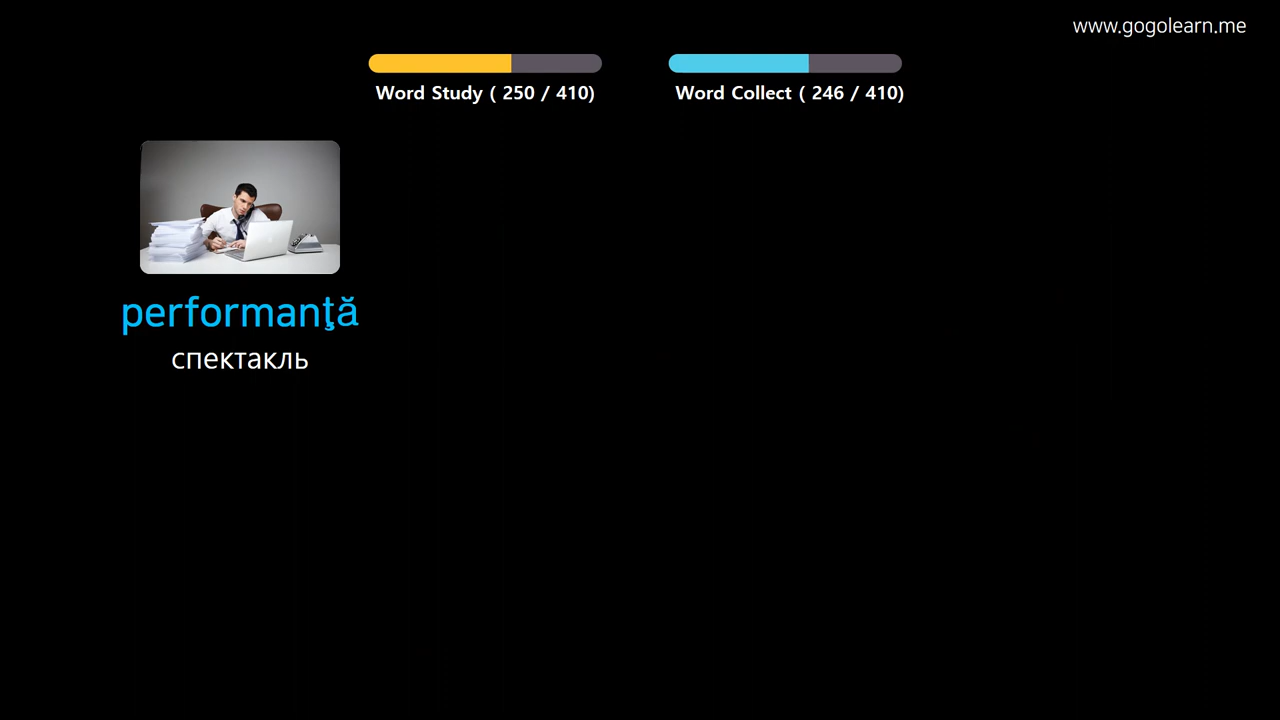 www.gogolearn.me
Word Study ( 250 / 410)
Word Collect ( 246 / 410)
performanţă
спектакль